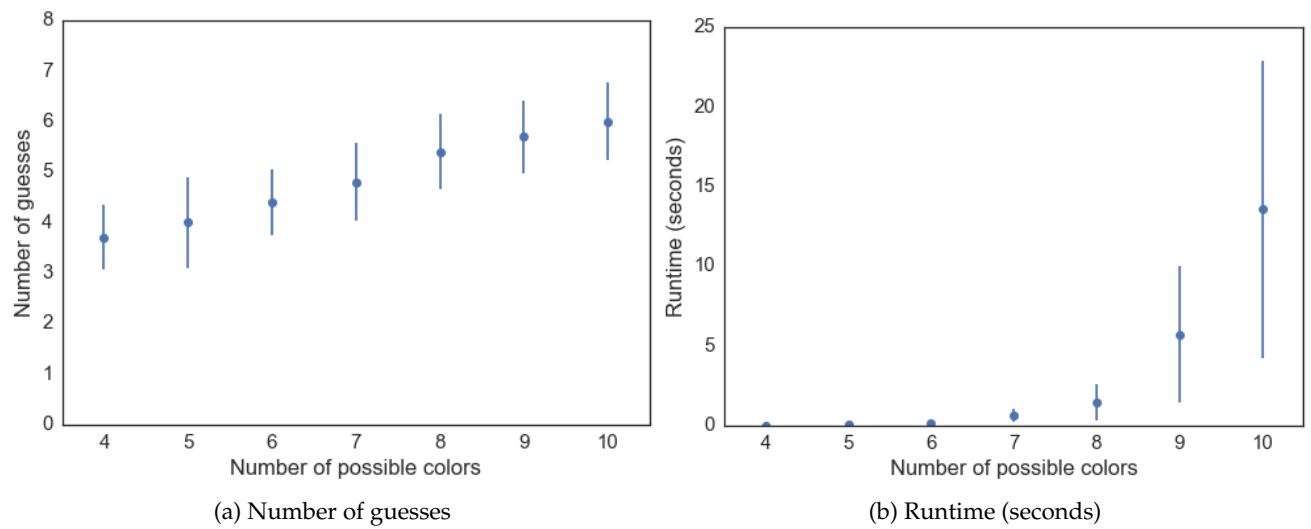 8
7
6
5
4
3
2
1
0
Number of guesses
4 5 6 7 8 9 10
Number of possible colors
(a) Number of guesses
25
20
15
10
5
0
Runtime (seconds)
4 5 6 7 8 9 10
Number of possible colors
(b) Runtime (seconds)